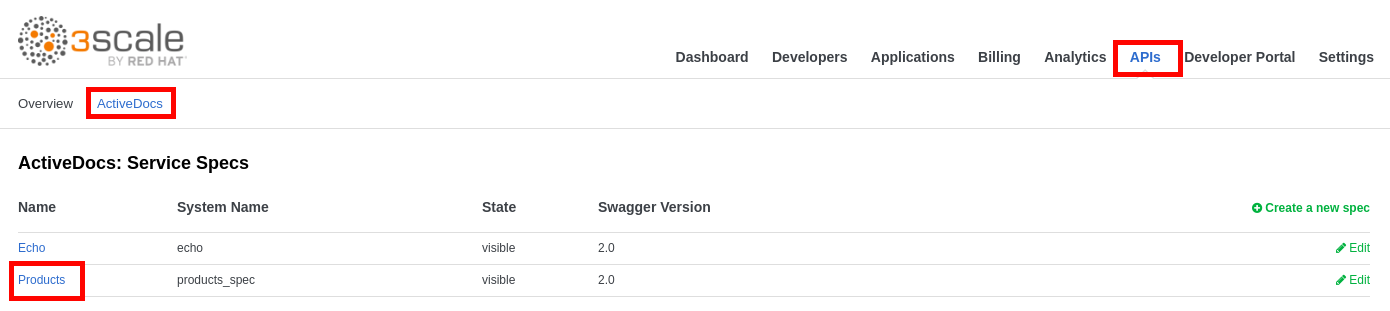 3scale
BY RED HAT
Dashboard Developers Applications Billing Analytics APIs Developer Portal Settings
Overview ActiveDocs
ActiveDocs: Service Specs
Name System Name State Swagger Version Create a new spec
Echo echo visible 2.0 Edit
Products products_spec visible 2.0 Edit